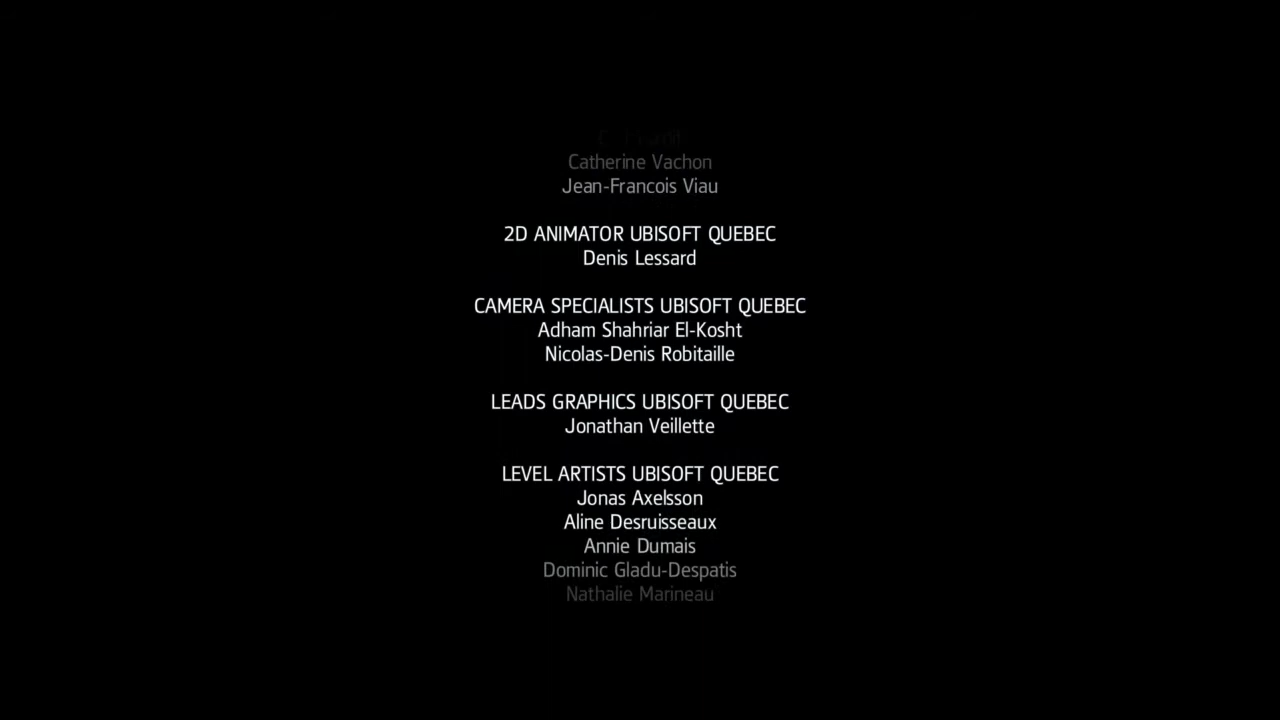 Catherine Vachon
Jean-Francois Viau
2D ANIMATOR UBISOFT QUEBEC
Denis Lessard
CAMERA SPECIALISTS UBISOFT QUEBEC
Adham Shahriar El-Kosht
Nicolas-Denis Robitaille
LEADS GRAPHICS UBISOFT QUEBEC
Jonathan Veillette
LEVEL ARTISTS UBISOFT QUEBEC
Jonas Axelsson
Aline Desruisseaux
Annie Dumais
Dominic Gladu-Despatis
Nathalie Marineau